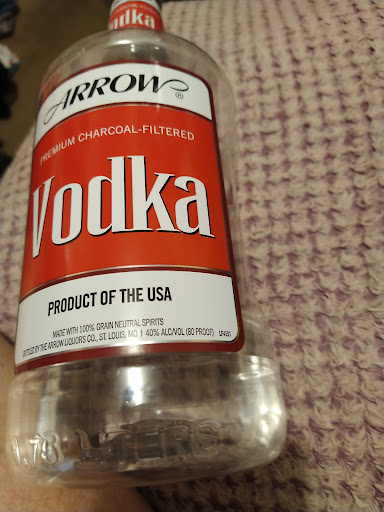 Vodka
ARROW®
PREMIUM CHARCOAL-FILTERED
Vodka
PRODUCT OF THE USA
MADE WITH 100% GRAIN NEUTRAL SPIRITS
BOTTLED BY THE ARROW LIQUORS CO., ST. LOUIS, MO | 40% ALC/VOL (80 PROOF)
1.75 LITERS